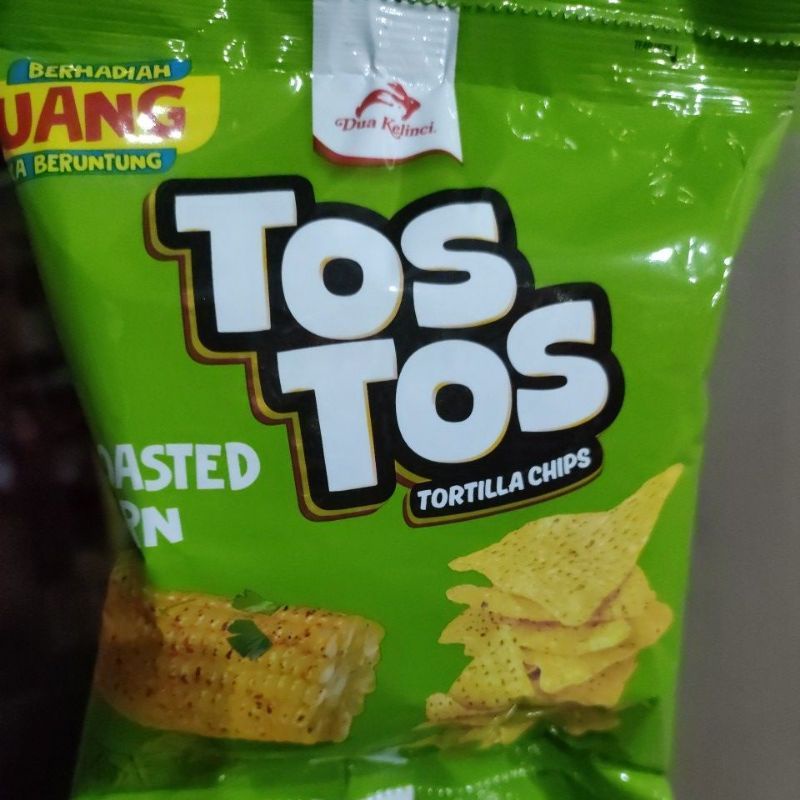 BERHADIAH
UANG
A BERUNTUNG
Dua Kelinci
TOS
TOS
TORTILLA CHIPS
OASTED
RN